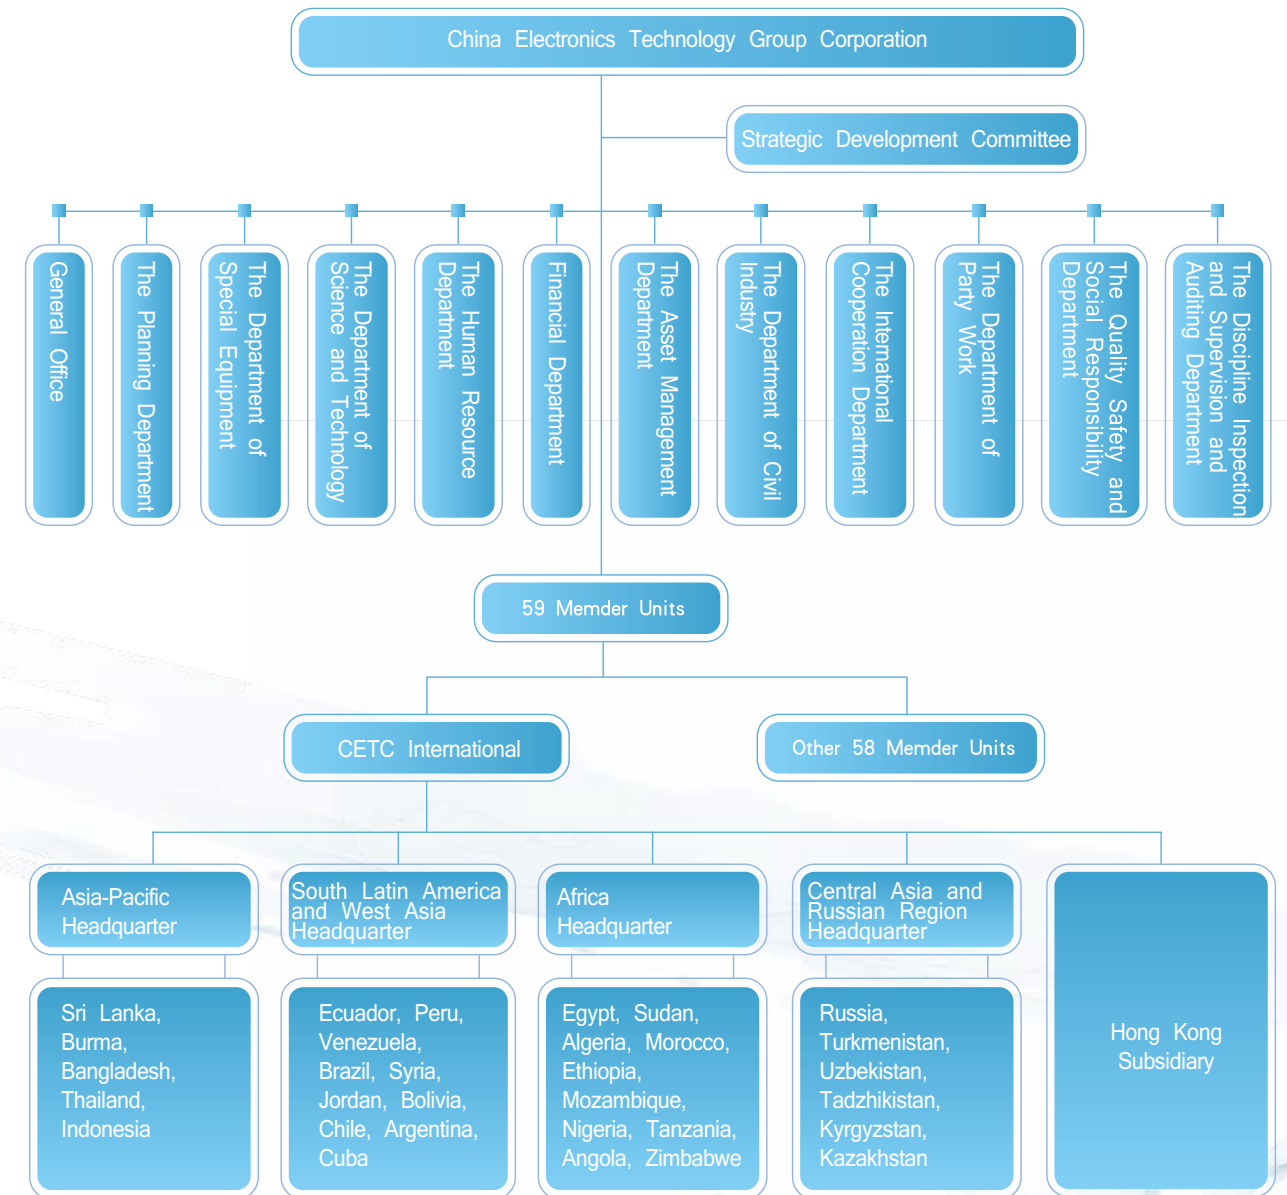 China Electronics Technology Group Corporation
Strategic Development Committee
General Office
The Planning Department
The Department of
Special Equipment
The Department of
Science and Technology
The Human Resource
Department
Financial Department
The Asset Management
Department
The Department of Civil
Industry
The International
Cooperation Department
The Department of
Party Work
The Quality Safety and
Social Responsibility
Department
The Discipline Inspection
and Supervision and
Auditing Department
59 Memder Units
CETC International
Other 58 Memder Units
Asia-Pacific
Headquarter
South Latin America
and West Asia
Headquarter
Africa
Headquarter
Central Asia and
Russian Region
Headquarter
Sri Lanka,
Burma,
Bangladesh,
Thailand,
Indonesia
Ecuador, Peru,
Venezuela,
Brazil, Syria,
Jordan, Bolivia,
Chile, Argentina,
Cuba
Egypt, Sudan,
Algeria, Morocco,
Ethiopia,
Mozambique,
Nigeria, Tanzania,
Angola, Zimbabwe
Russia,
Turkmenistan,
Uzbekistan,
Tadzhikistan,
Kyrgyzstan,
Kazakhstan
Hong Kong
Subsidiary